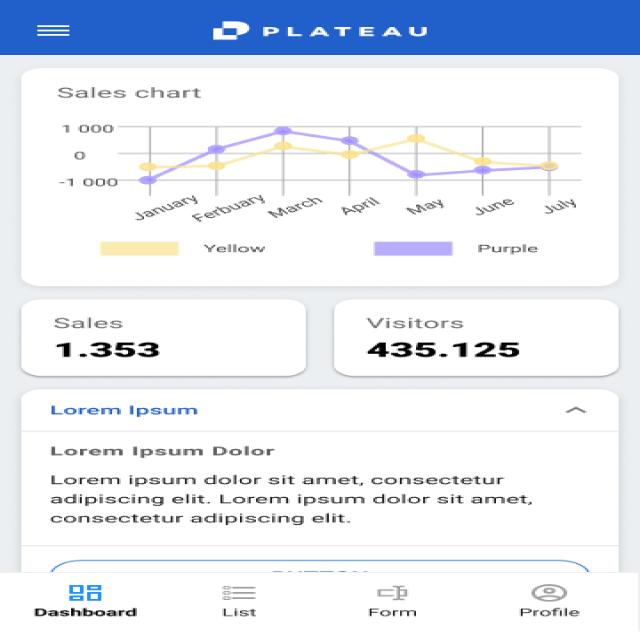 PLATEAU
Sales chart
1 000
0
-1 000
January Ferbuary March April May June July
Yellow Purple
Sales Visitors
1.353 435.125
Lorem Ipsum
Lorem Ipsum Dolor
Lorem ipsum dolor sit amet, consectetur
adipiscing elit. Lorem ipsum dolor sit amet,
consectetur adipiscing elit.
Dashboard List Form Profile